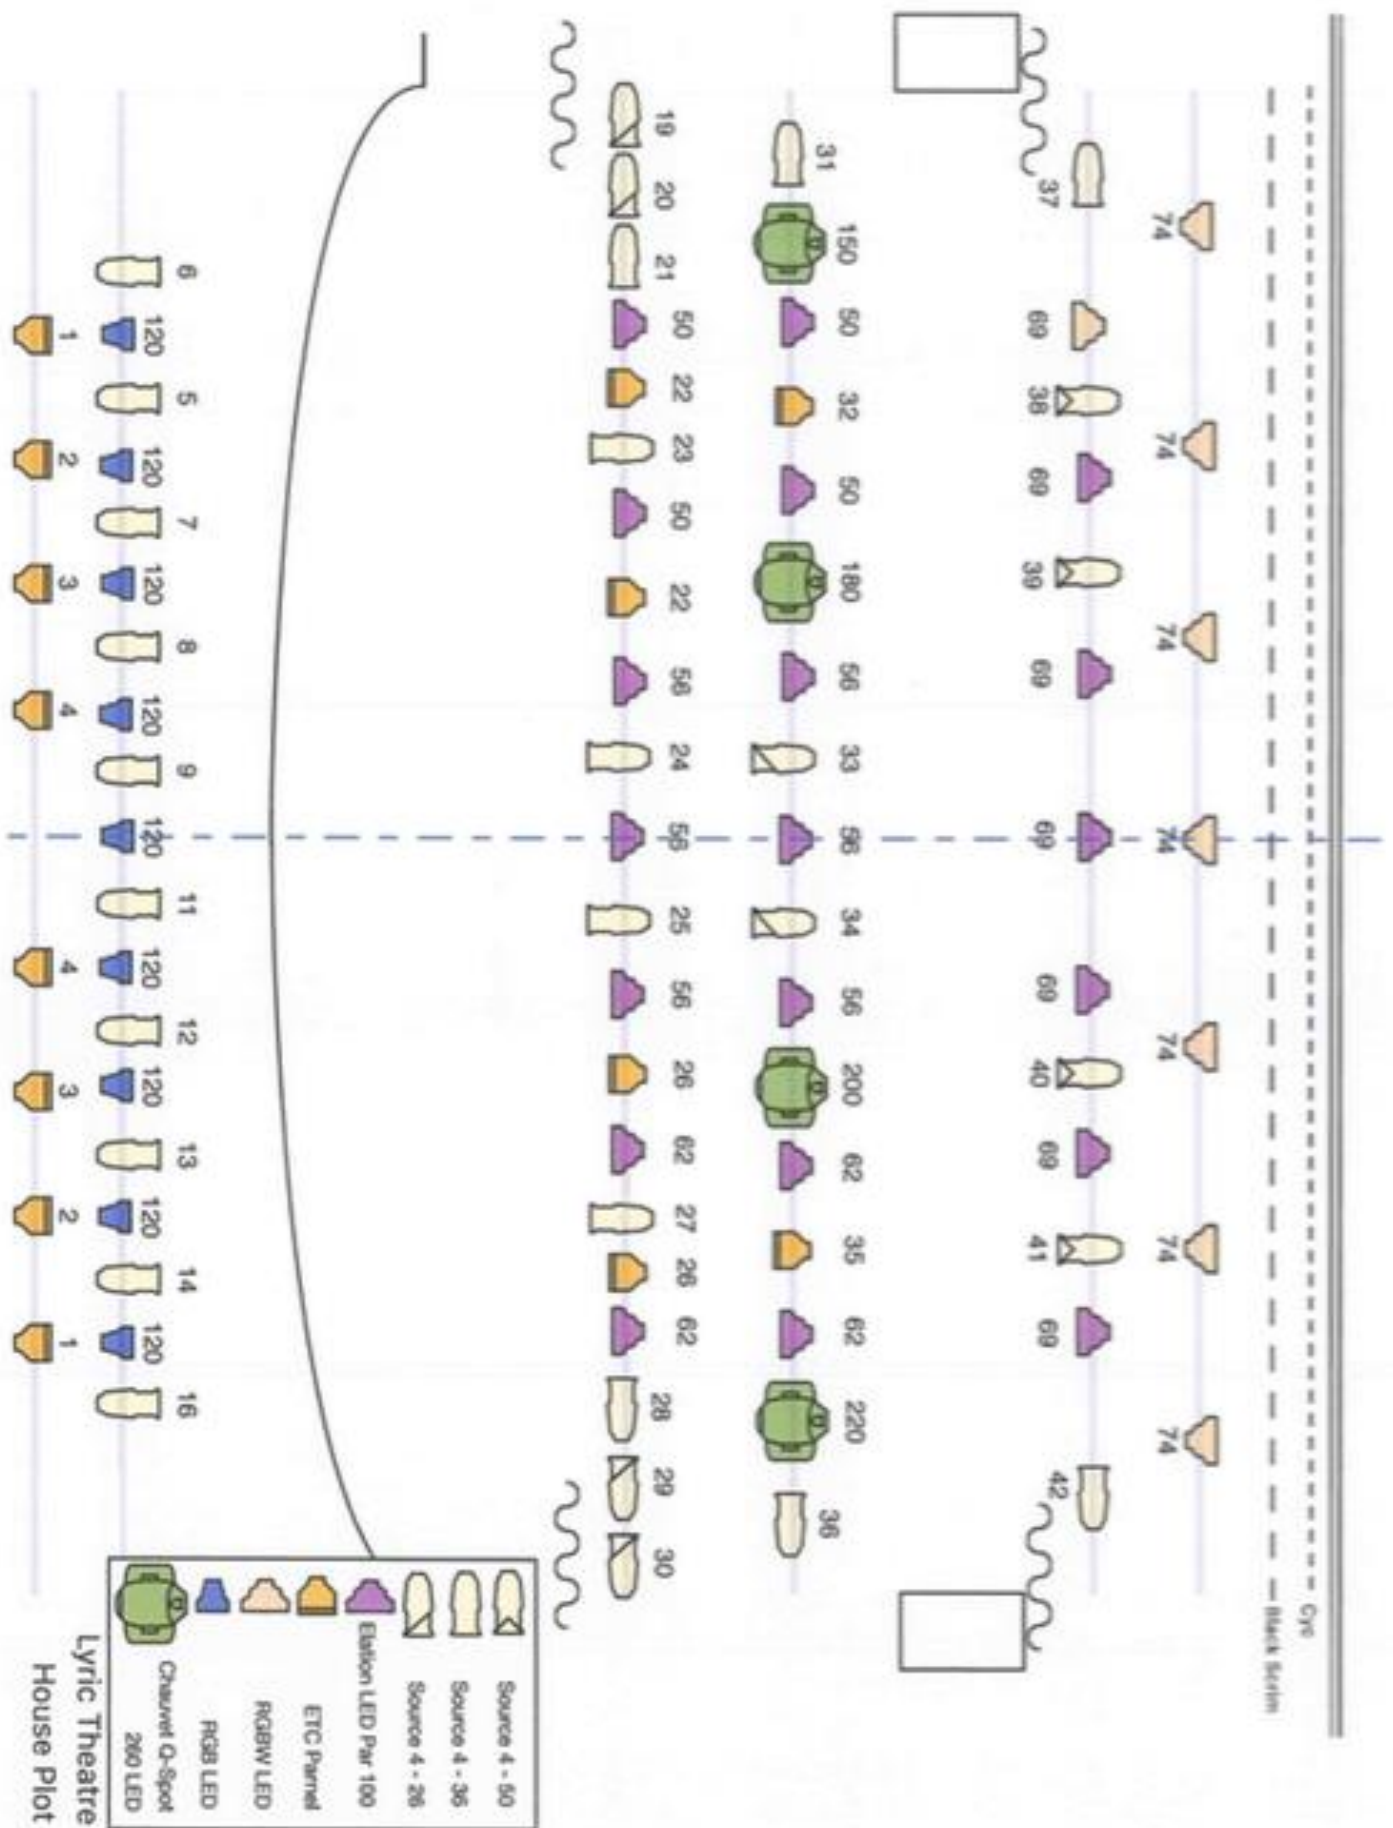 Cyc
Black Scrim
74 74 74 74 74 74 74
37 69 38 69 39 69 69 69 40 69 41 69 42
31 150 50 32 50 180 56 33 56 34 56 200 62 35 62 220 36
19 20 21 50 22 23 50 22 56 24 56 25 56 26 62 27 26 62 28 29 30
Source 4 - 50
Source 4 - 36
Source 4 - 26
Elation LED Par 100
ETC Parnel
RGBW LED
RGB LED
Chauvet Q-Spot
260 LED
6 5 7 8 9 11 12 13 14 16
120 120 120 120 120 120 120 120 120
1 2 3 4 4 3 2 1
Lyric Theatre
House Plot